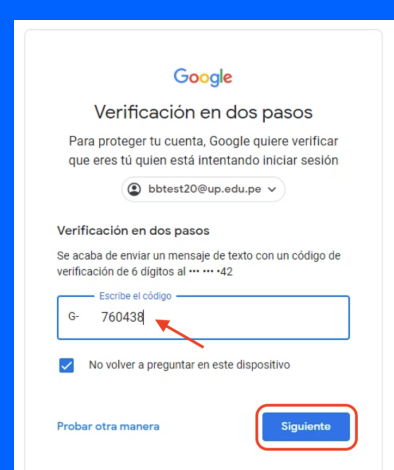 Google
Verificación en dos pasos
Para proteger tu cuenta, Google quiere verificar
que eres tú quien está intentando iniciar sesión
bbtest20@up.edu.pe
Verificación en dos pasos
Se acaba de enviar un mensaje de texto con un código de
verificación de 6 dígitos al ••• ••• •42
Escribe el código
G- 760438
No volver a preguntar en este dispositivo
Probar otra manera
Siguiente